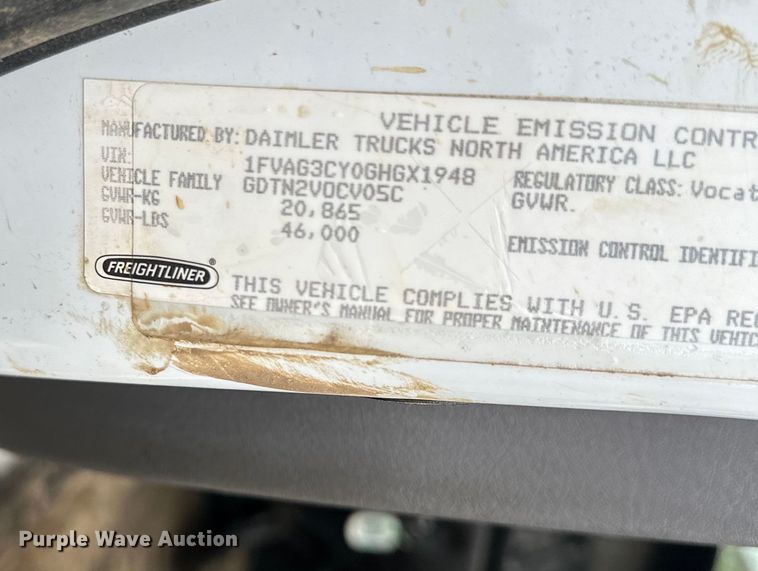 VEHICLE EMISSION CONTR
MANUFACTURED BY: DAIMLER TRUCKS NORTH AMERICA LLC
VIN: 1FVAG3CY0GHGX1948
VEHICLE FAMILY GDTN2VOCV05C
REGULATORY CLASS: Vocat
GVWR-KG 20,865
GVWR.
GVWR-LBS 46,000
EMISSION CONTROL IDENTIFI
FREIGHTLINER
THIS VEHICLE COMPLIES WITH U.S. EPA REG
SEE OWNER'S MANUAL FOR PROPER MAINTENANCE OF THIS VEHIC
Purple Wave Auction